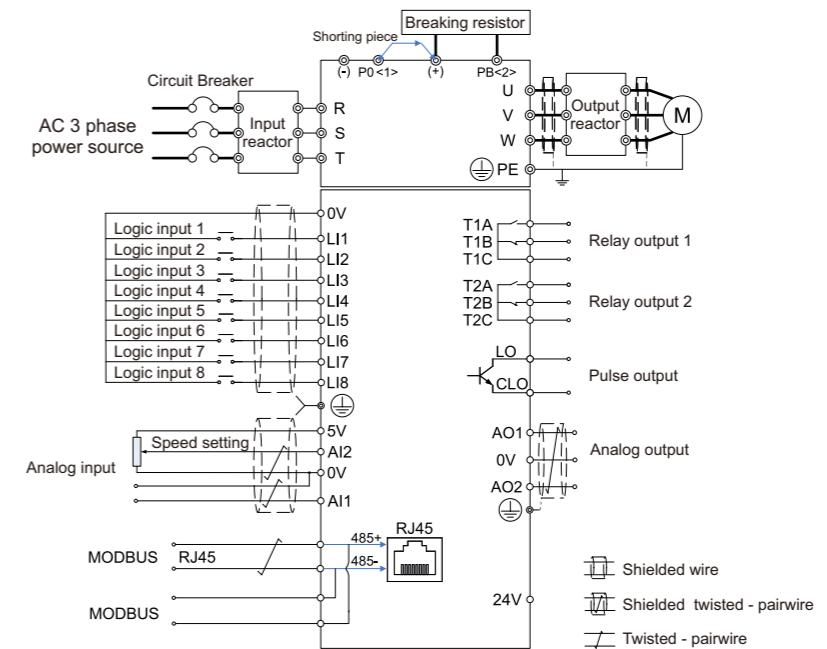 Breaking resistor
Shorting piece
(-) P0<1> (+) PB<2>
Circuit Breaker
AC 3 phase
power source
Input
reactor
R
S
T
U
V
W
PE
Output
reactor
M
0V
Logic input 1
LI1
Logic input 2
LI2
Logic input 3
LI3
Logic input 4
LI4
Logic input 5
LI5
Logic input 6
LI6
Logic input 7
LI7
Logic input 8
LI8
T1A
T1B
T1C
Relay output 1
T2A
T2B
T2C
Relay output 2
LO
CLO
Pulse output
5V
Speed setting
AI2
Analog input
0V
AI1
AO1
0V
AO2
Analog output
MODBUS
RJ45
485+
485-
RJ45
MODBUS
24V
Shielded wire
Shielded twisted - pairwire
Twisted - pairwire